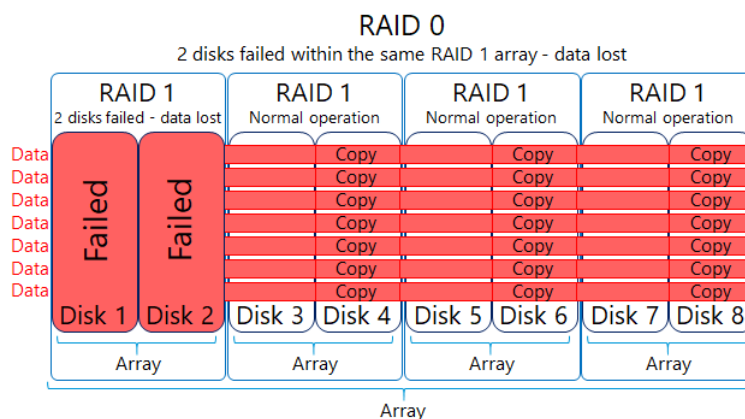 RAID 0
2 disks failed within the same RAID 1 array - data lost
RAID 1 RAID 1 RAID 1 RAID 1
2 disks failed - data lost Normal operation Normal operation Normal operation
Data Copy Copy Copy
Data Copy Copy Copy
Data Copy Copy Copy
Data Copy Copy Copy
Data Copy Copy Copy
Data Copy Copy Copy
Data Copy Copy Copy
Failed Failed
Disk 1 Disk 2 Disk 3 Disk 4 Disk 5 Disk 6 Disk 7 Disk 8
Array Array Array Array
Array